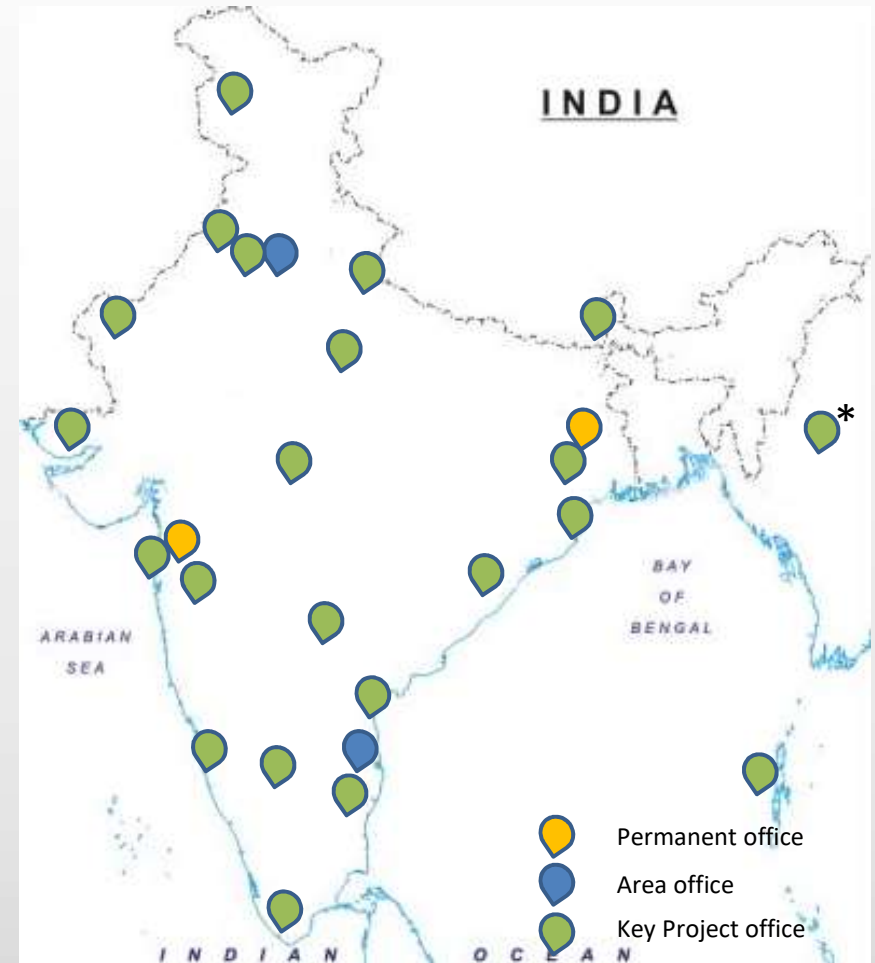 INDIA
*
BAY
OF
BENGAL
ARABIAN
SEA
Permanent office
Area office
Key Project office
INDIAN OCEAN